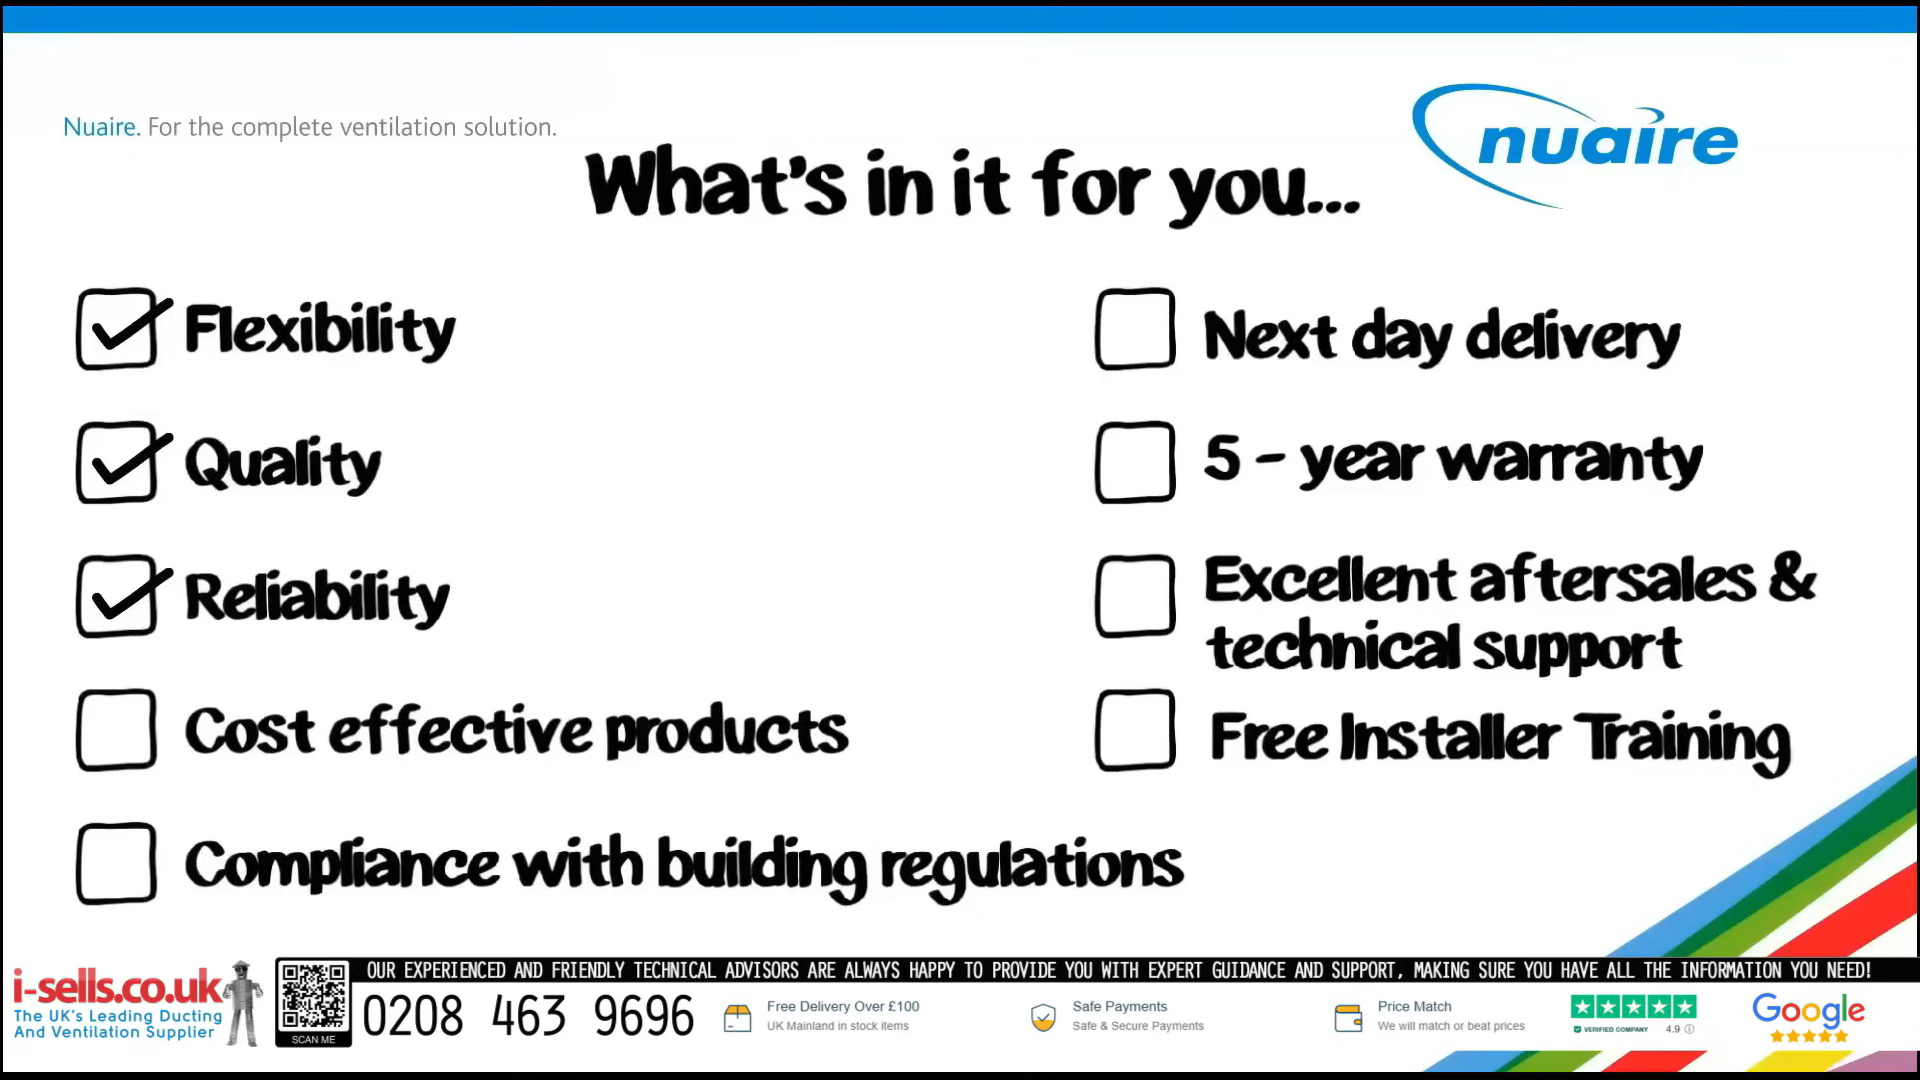 Nuaire. For the complete ventilation solution.
nuaire
What's in it for you...
Flexibility
Quality
Reliability
Cost effective products
Compliance with building regulations
Next day delivery
5 - year warranty
Excellent aftersales &
technical support
Free Installer Training
i-sells.co.uk
The UK's Leading Ducting
And Ventilation Supplier
SCAN ME
OUR EXPERIENCED AND FRIENDLY TECHNICAL ADVISORS ARE ALWAYS HAPPY TO PROVIDE YOU WITH EXPERT GUIDANCE AND SUPPORT, MAKING SURE YOU HAVE ALL THE INFORMATION YOU NEED!
0208 463 9696
Free Delivery Over £100
UK Mainland in stock items
Safe Payments
Safe & Secure Payments
Price Match
We will match or beat prices
VERIFIED COMPANY 4.9
Google